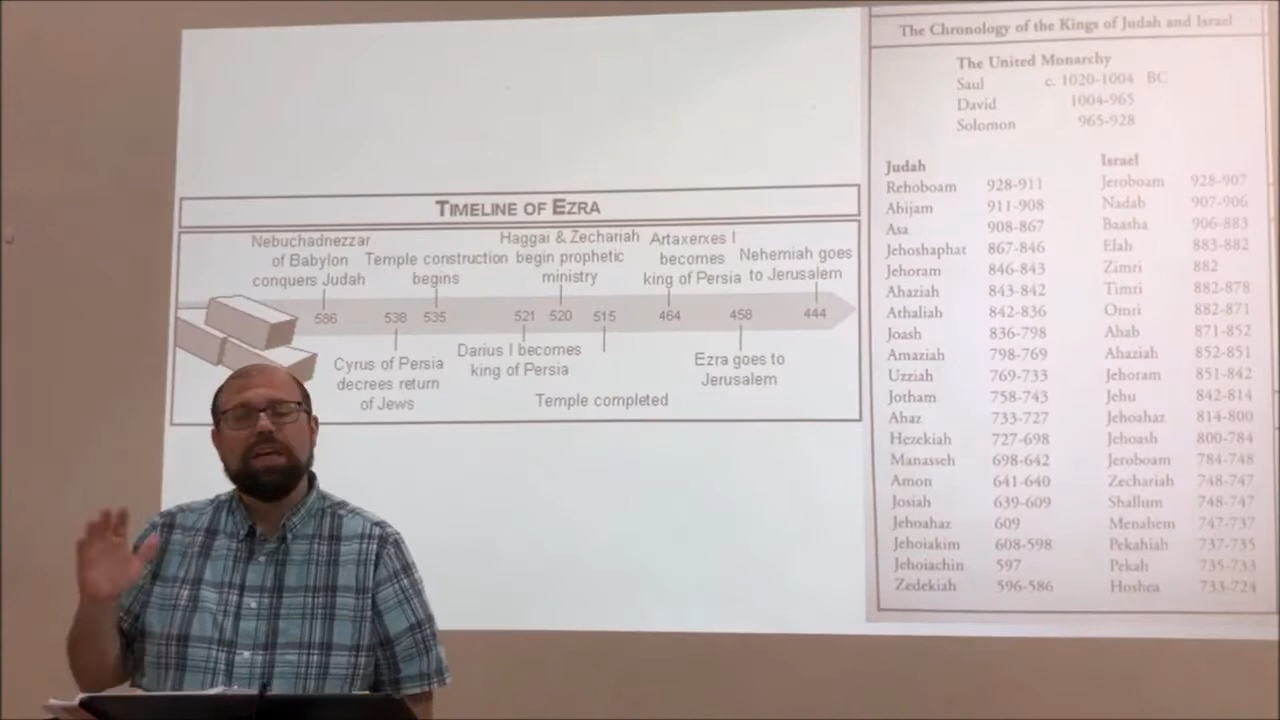 TIMELINE OF EZRA
Nebuchadnezzar
of Babylon
conquers Judah
Temple construction
begins
Haggai & Zechariah
begin prophetic
ministry
Artaxerxes I
becomes
king of Persia
Nehemiah goes
to Jerusalem
586 538 535 521 520 515 464 458 444
Cyrus of Persia
decrees return
of Jews
Darius I becomes
king of Persia
Temple completed
Ezra goes to
Jerusalem
The Chronology of the Kings of Judah and Israel
The United Monarchy
Saul c. 1020-1004 BC
David 1004-965
Solomon 965-928
Judah Israel
Rehoboam 928-911 Jeroboam 928-907
Abijam 911-908 Nadab 907-906
Asa 908-867 Baasha 906-883
Jehoshaphat 867-846 Elah 883-882
Jehoram 846-843 Zimri 882
Ahaziah 843-842 Timri 882-878
Athaliah 842-836 Omri 882-871
Joash 836-798 Ahab 871-852
Amaziah 798-769 Ahaziah 852-851
Uzziah 769-733 Jehoram 851-842
Jotham 758-743 Jehu 842-814
Ahaz 733-727 Jehoahaz 814-800
Hezekiah 727-698 Jehoash 800-784
Manasseh 698-642 Jeroboam 784-748
Amon 641-640 Zechariah 748-747
Josiah 639-609 Shallum 748-747
Jehoahaz 609 Menahem 747-737
Jehoiakim 608-598 Pekahiah 737-735
Jehoiachin 597 Pekah 735-733
Zedekiah 596-586 Hoshea 733-724